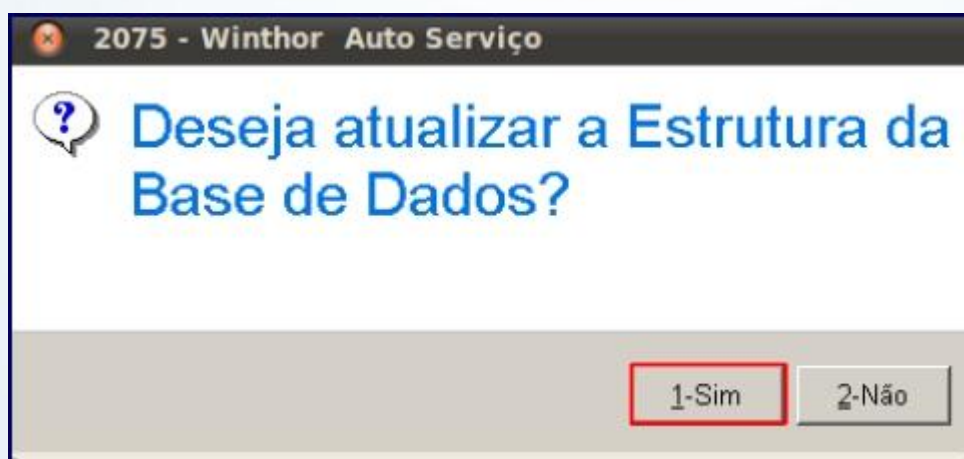 2075 - Winthor Auto Serviço
?
Deseja atualizar a Estrutura da
Base de Dados?
1-Sim 2-Não